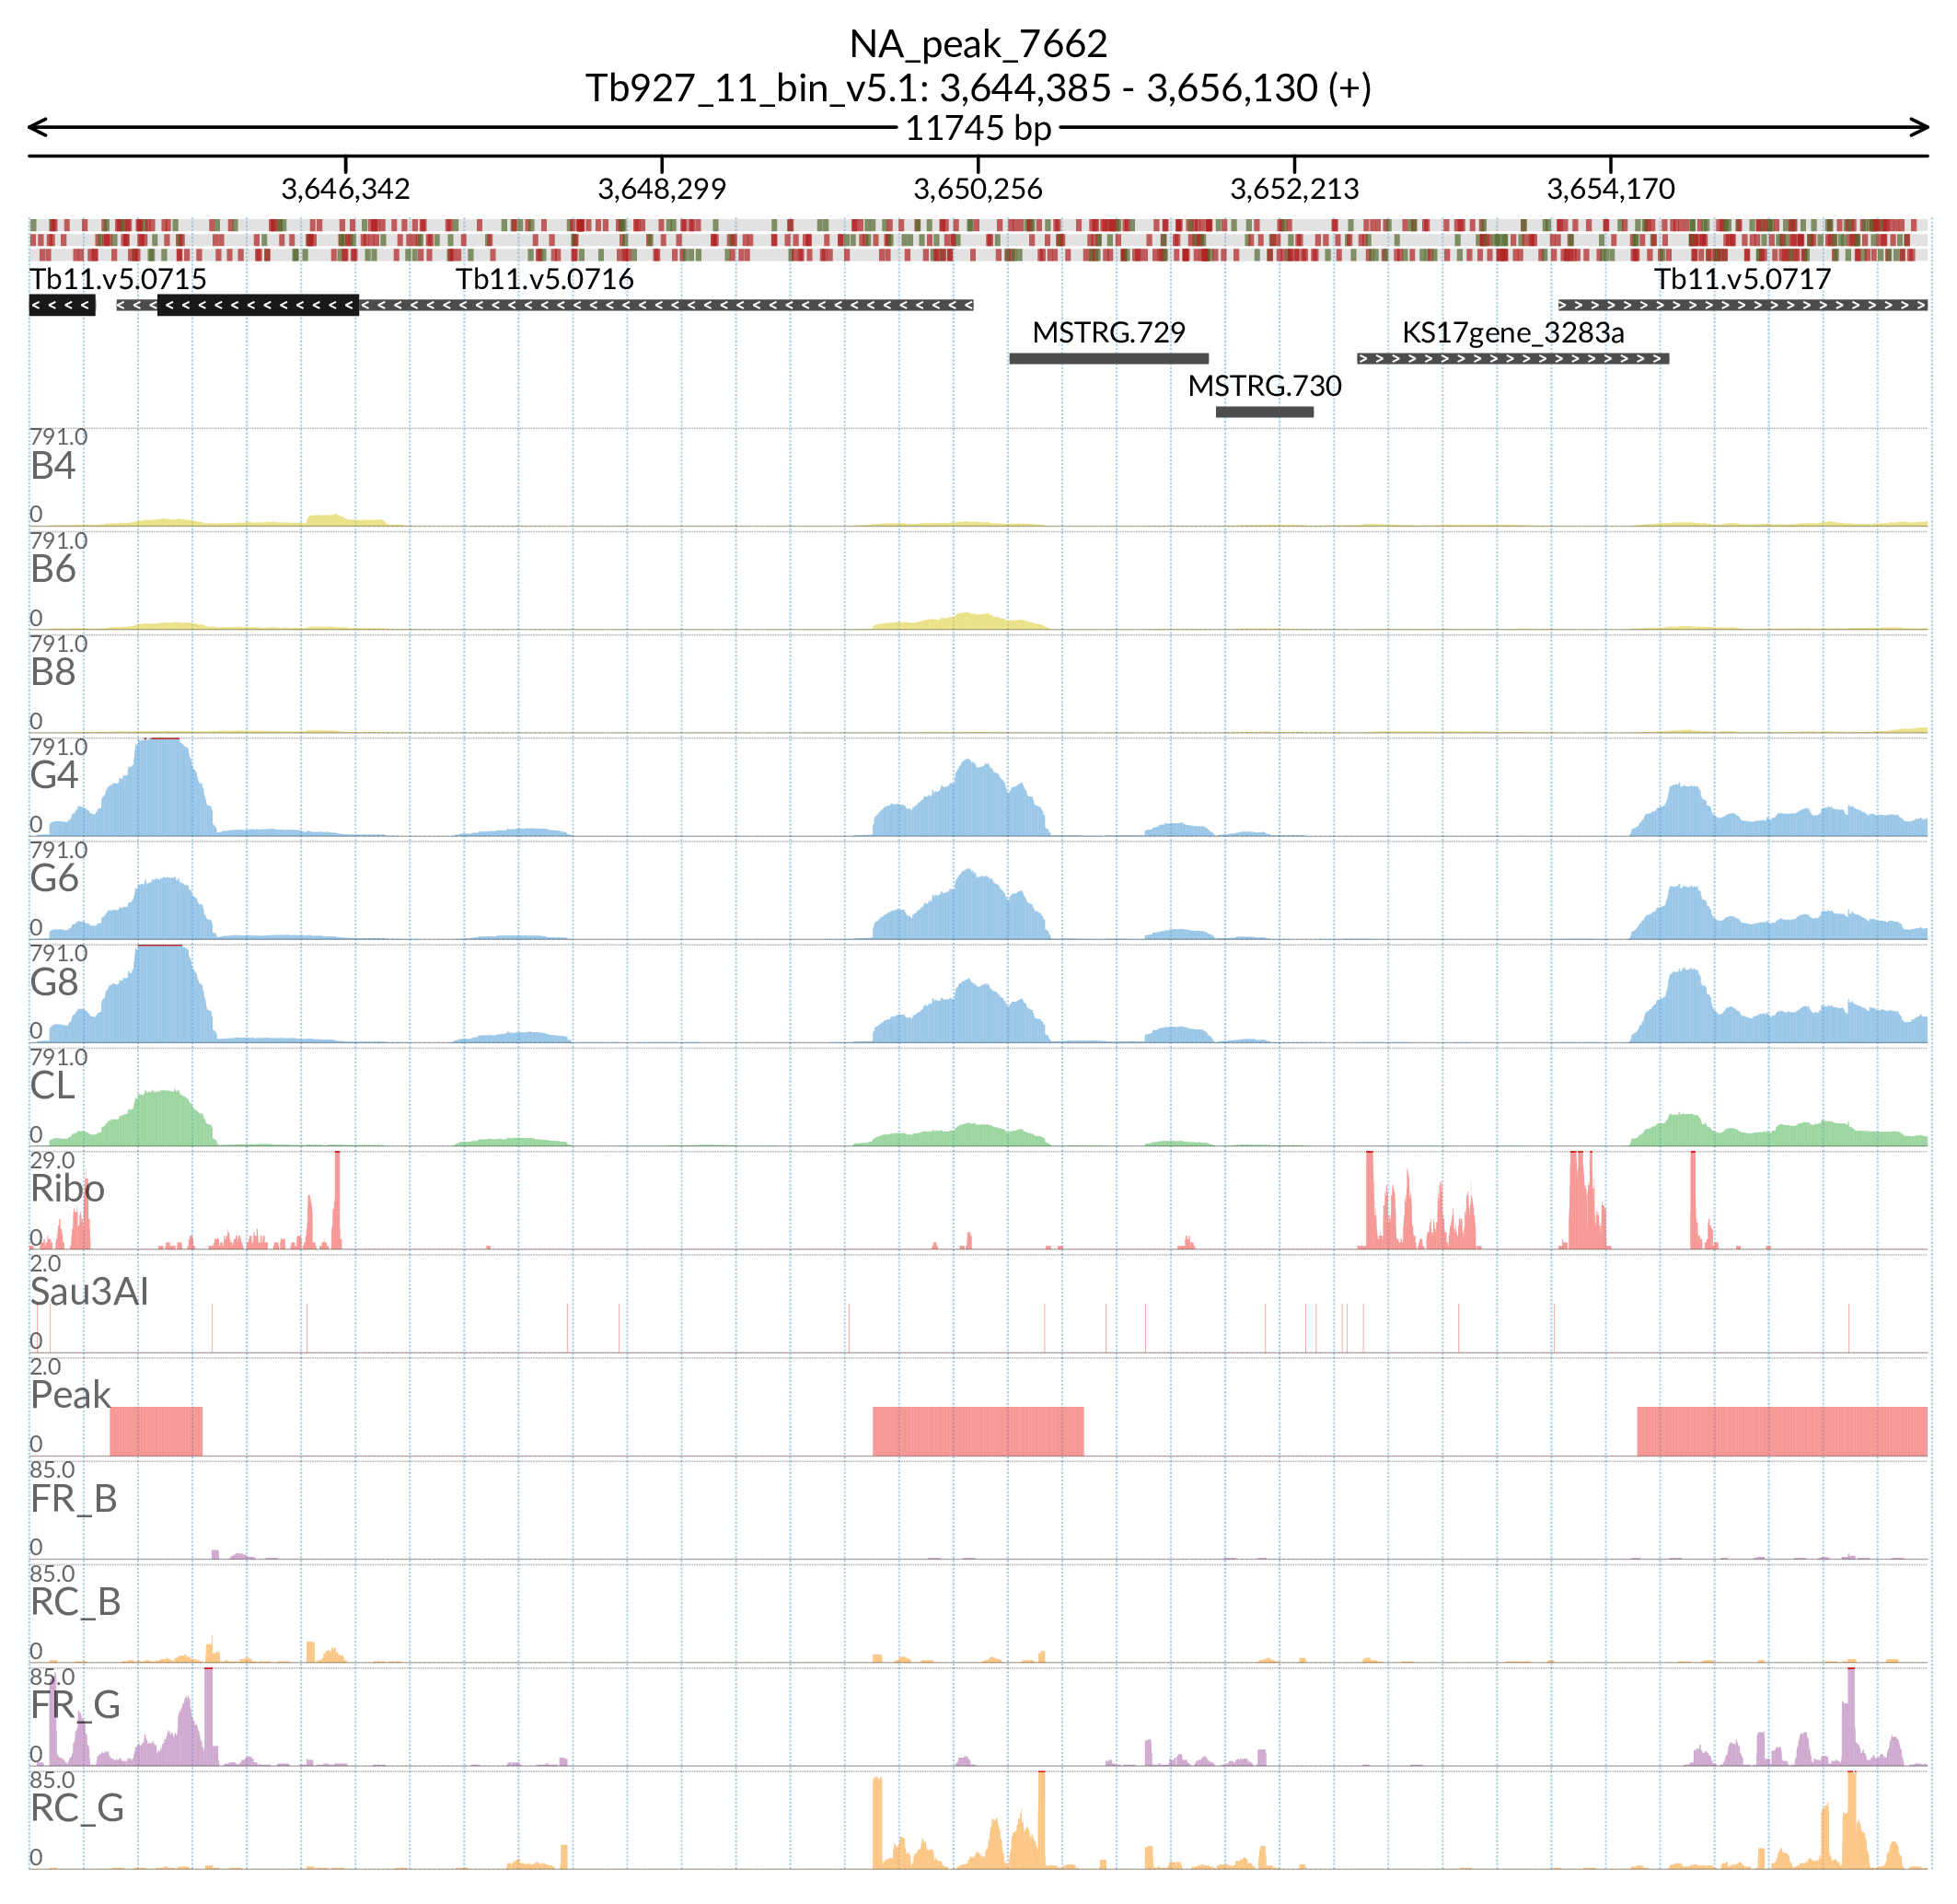 NA_peak_7662
Tb927_11_bin_v5.1: 3,644,385 - 3,656,130 (+)
11745 bp
3,646,342 3,648,299 3,650,256 3,652,213 3,654,170
Tb11.v5.0715 Tb11.v5.0716 Tb11.v5.0717
MSTRG.729 KS17gene_3283a
MSTRG.730
791.0
B4
0
791.0
B6
0
791.0
B8
0
791.0
G4
0
791.0
G6
0
791.0
G8
0
791.0
CL
0
29.0
Ribo
0
2.0
Sau3AI
0
2.0
Peak
0
85.0
FR_B
0
85.0
RC_B
0
85.0
FR_G
0
85.0
RC_G
0